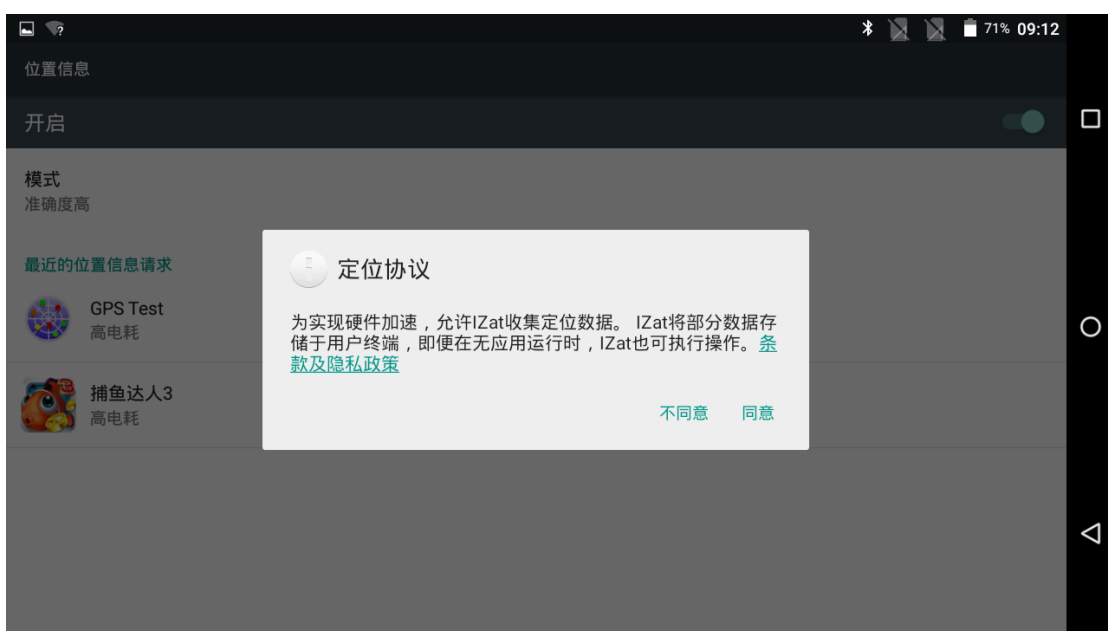 71% 09:12
位置信息
开启
模式
准确度高
最近的位置信息请求
GPS Test
高电耗
捕鱼达人3
高电耗
定位协议
为实现硬件加速，允许IZat收集定位数据。 IZat将部分数据存
储于用户终端，即便在无应用运行时，IZat也可执行操作。条
款及隐私政策
不同意 同意